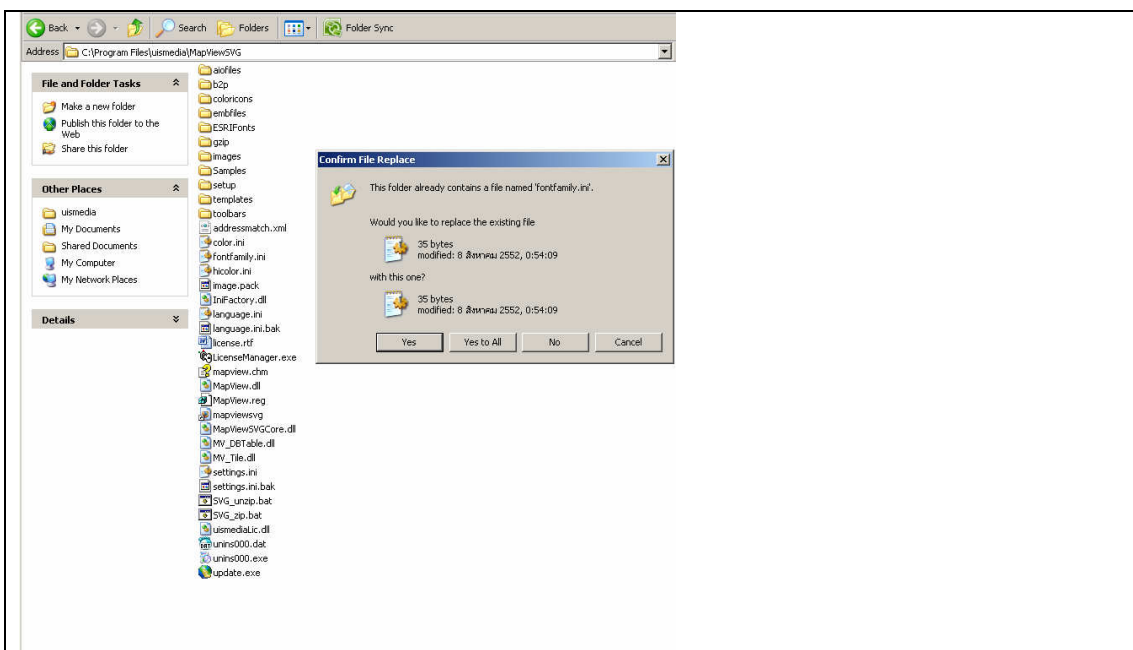 Back Search Folders Folder Sync
Address C:\Program Files\uismedia\MapViewSVG
File and Folder Tasks
Make a new folder
Publish this folder to the
Web
Share this folder
Other Places
uismedia
My Documents
Shared Documents
My Computer
My Network Places
Details
aiofiles
b2p
coloricons
embfiles
ESRIFonts
gzip
images
Samples
setup
templates
toolbars
addressmatch.xml
color.ini
fontfamily.ini
hicolor.ini
image.pack
IniFactory.dll
language.ini
language.ini.bak
license.rtf
LicenseManager.exe
mapview.chm
MapView.dll
MapView.reg
mapviewsvg
MapViewSVGCore.dll
MV_DBTable.dll
MV_Tile.dll
settings.ini
settings.ini.bak
SVG_unzip.bat
SVG_zip.bat
uismediaLic.dll
unins000.dat
unins000.exe
update.exe
Confirm File Replace
This folder already contains a file named 'fontfamily.ini'.
Would you like to replace the existing file
35 bytes
modified: 8 สิงหาคม 2552, 0:54:09
with this one?
35 bytes
modified: 8 สิงหาคม 2552, 0:54:09
Yes Yes to All No Cancel